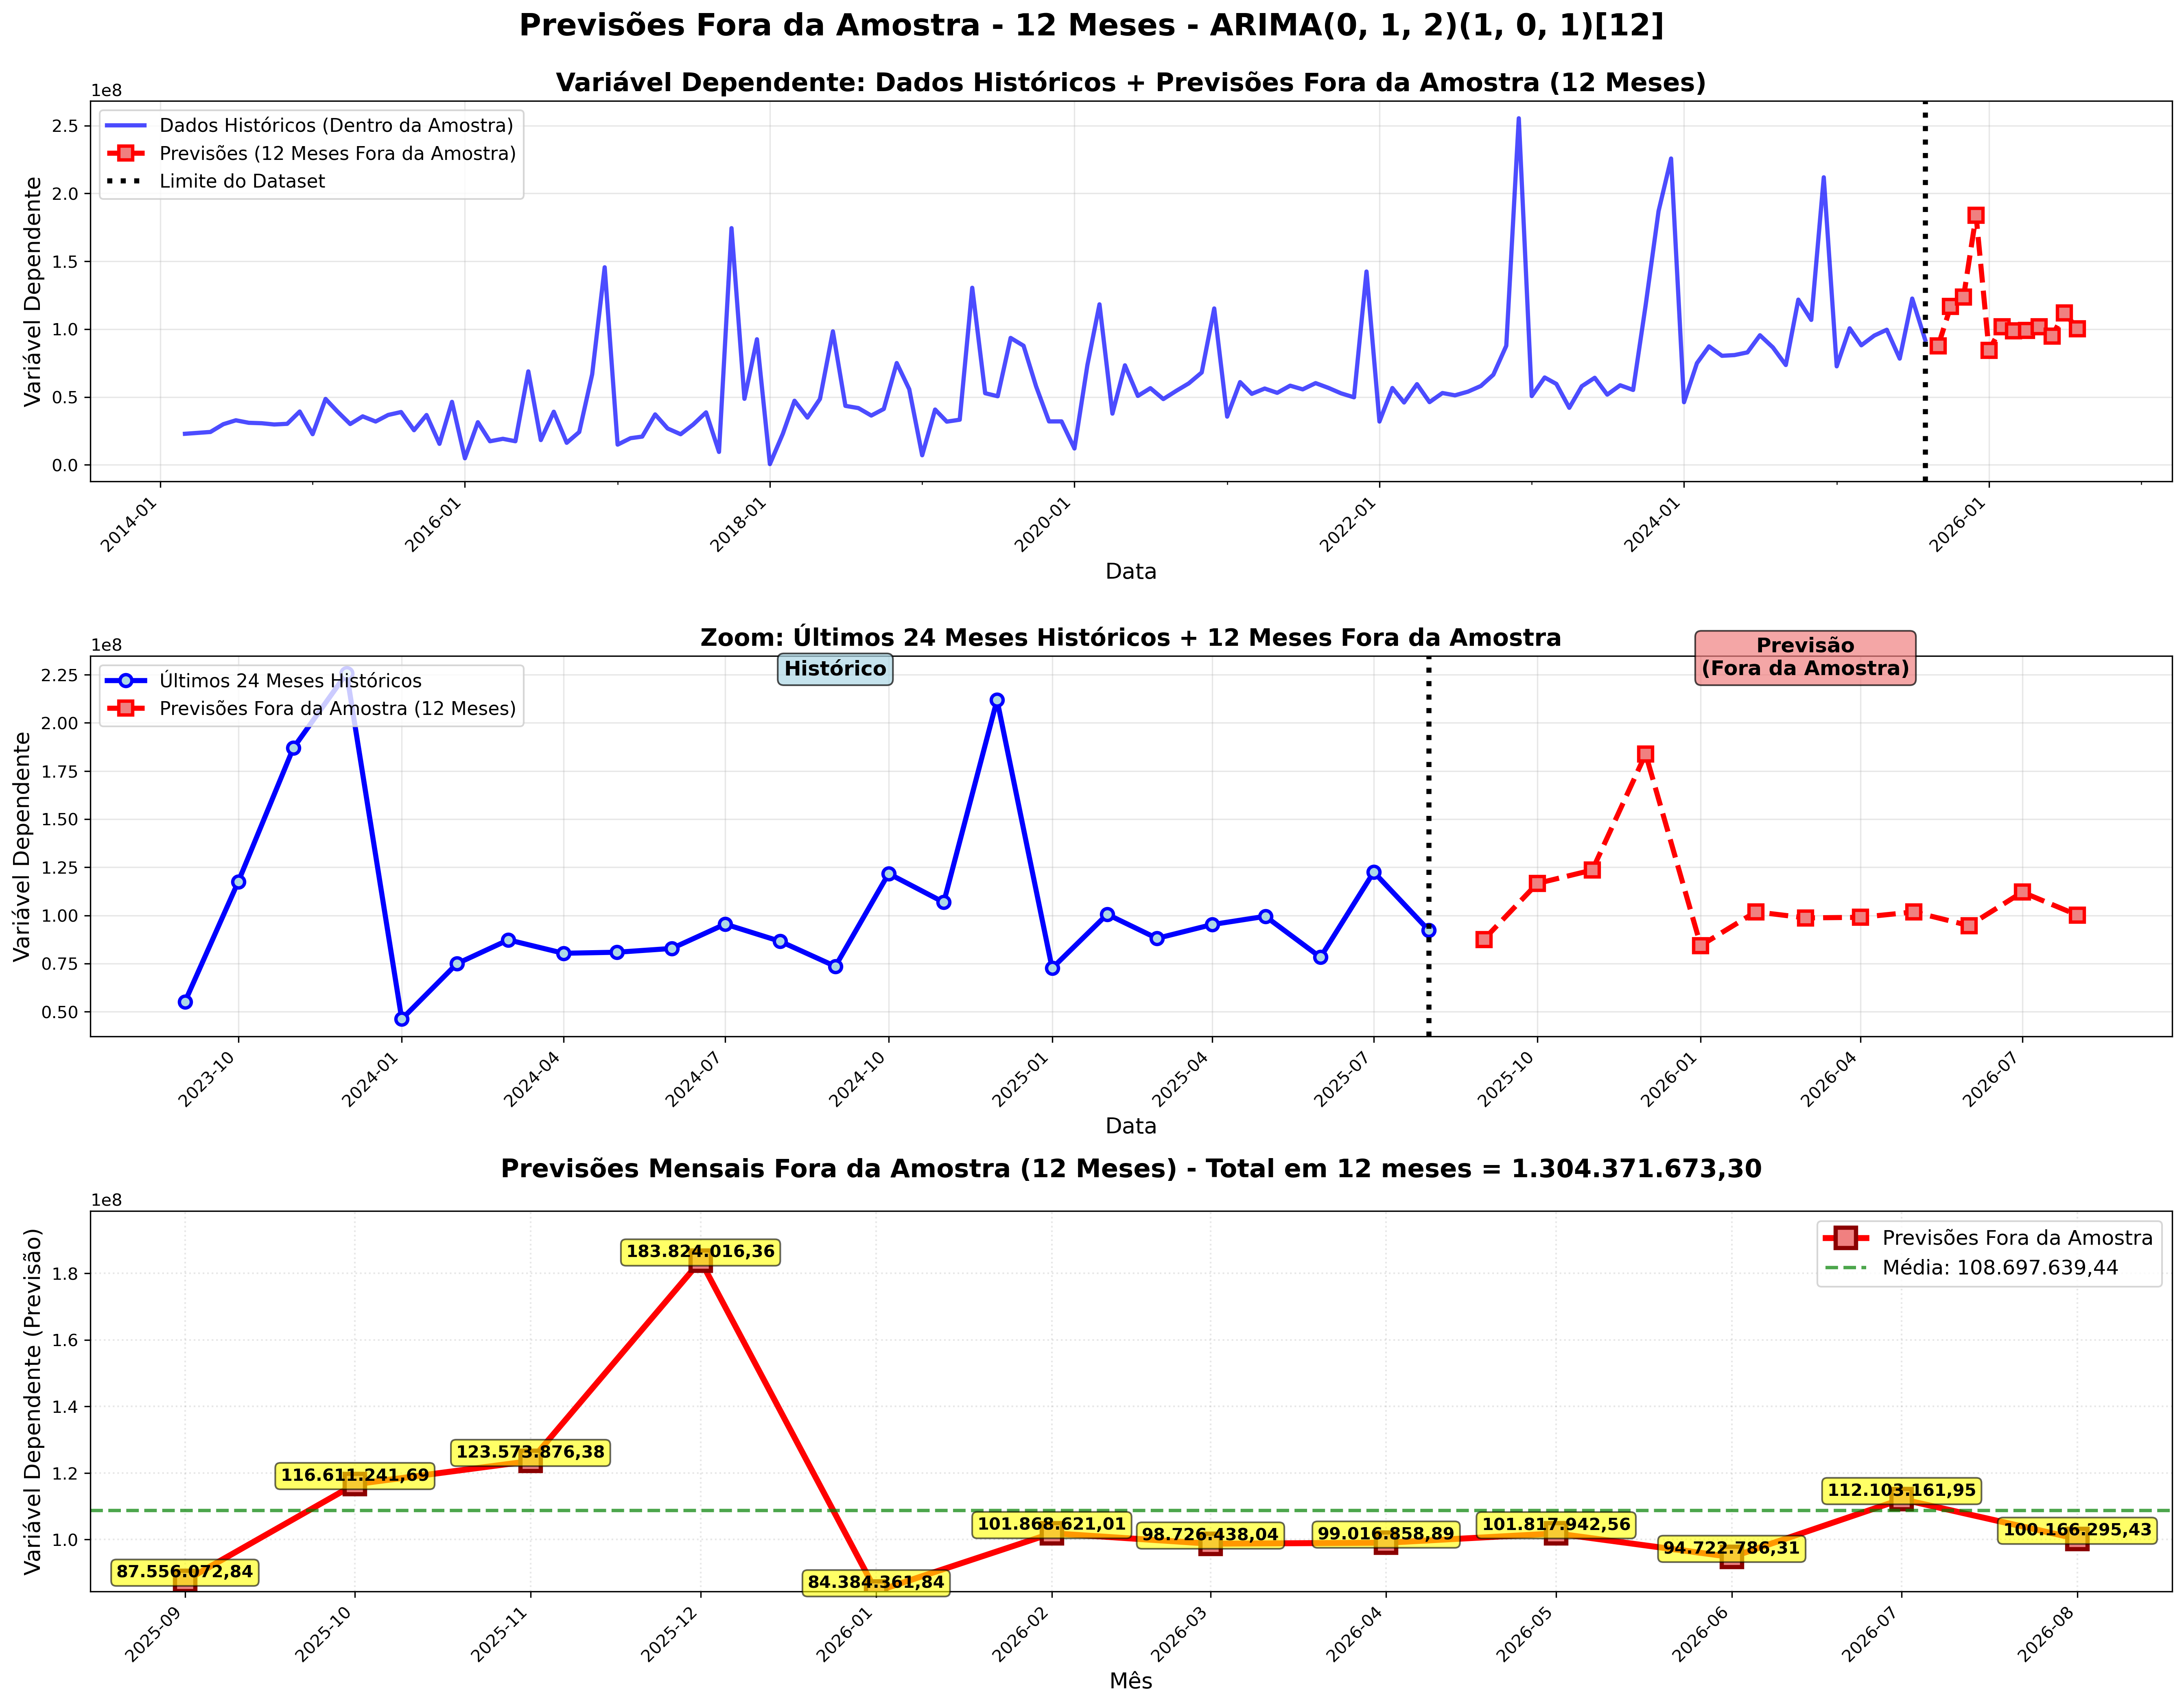 Previsões Fora da Amostra - 12 Meses - ARIMA(0, 1, 2)(1, 0, 1)[12]
Variável Dependente: Dados Históricos + Previsões Fora da Amostra (12 Meses)
1e8
Dados Históricos (Dentro da Amostra)
Previsões (12 Meses Fora da Amostra)
Limite do Dataset
Variável Dependente
2.5
2.0
1.5
1.0
0.5
0.0
2014-01
2016-01
2018-01
2020-01
2022-01
2024-01
2026-01
Data
Zoom: Últimos 24 Meses Históricos + 12 Meses Fora da Amostra
1e8
Últimos 24 Meses Históricos
Previsões Fora da Amostra (12 Meses)
Histórico
Previsão
(Fora da Amostra)
Variável Dependente
2.25
2.00
1.75
1.50
1.25
1.00
0.75
0.50
2023-10
2024-01
2024-04
2024-07
2024-10
2025-01
2025-04
2025-07
2025-10
2026-01
2026-04
2026-07
Data
Previsões Mensais Fora da Amostra (12 Meses) - Total em 12 meses = 1.304.371.673,30
1e8
Previsões Fora da Amostra
Média: 108.697.639,44
Variável Dependente (Previsão)
1.8
1.6
1.4
1.2
1.0
87.556.072,84
116.611.241,69
123.573.876,38
183.824.016,36
84.384.361,84
101.868.621,01
98.726.438,04
99.016.858,89
101.817.942,56
94.722.786,31
112.103.161,95
100.166.295,43
2025-09
2025-10
2025-11
2025-12
2026-01
2026-02
2026-03
2026-04
2026-05
2026-06
2026-07
2026-08
Mês